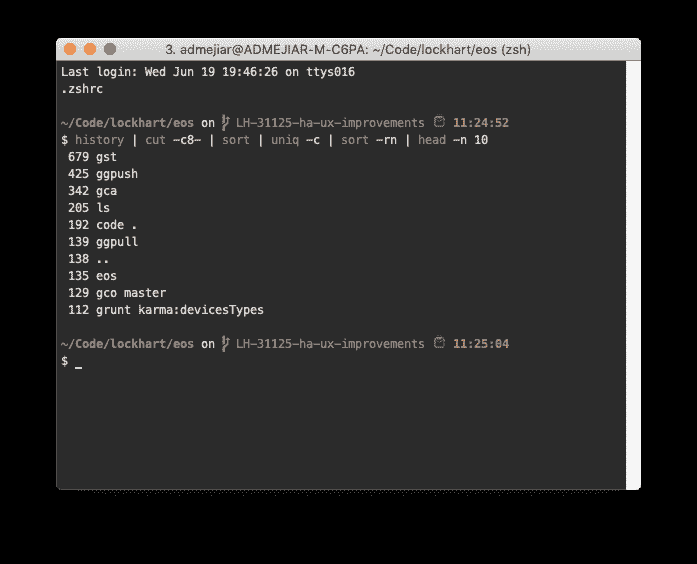 3. admejiar@ADMEJIAR-M-C6PA: ~/Code/lockhart/eos (zsh)
Last login: Wed Jun 19 19:46:26 on ttys016
.zshrc
~/Code/lockhart/eos on LH-31125-ha-ux-improvements 11:24:52
$ history | cut -c8- | sort | uniq -c | sort -rn | head -n 10
679 gst
425 ggpush
342 gca
205 ls
192 code .
139 ggpull
138 ..
135 eos
129 gco master
112 grunt karma:devicesTypes
~/Code/lockhart/eos on LH-31125-ha-ux-improvements 11:25:04
$ _